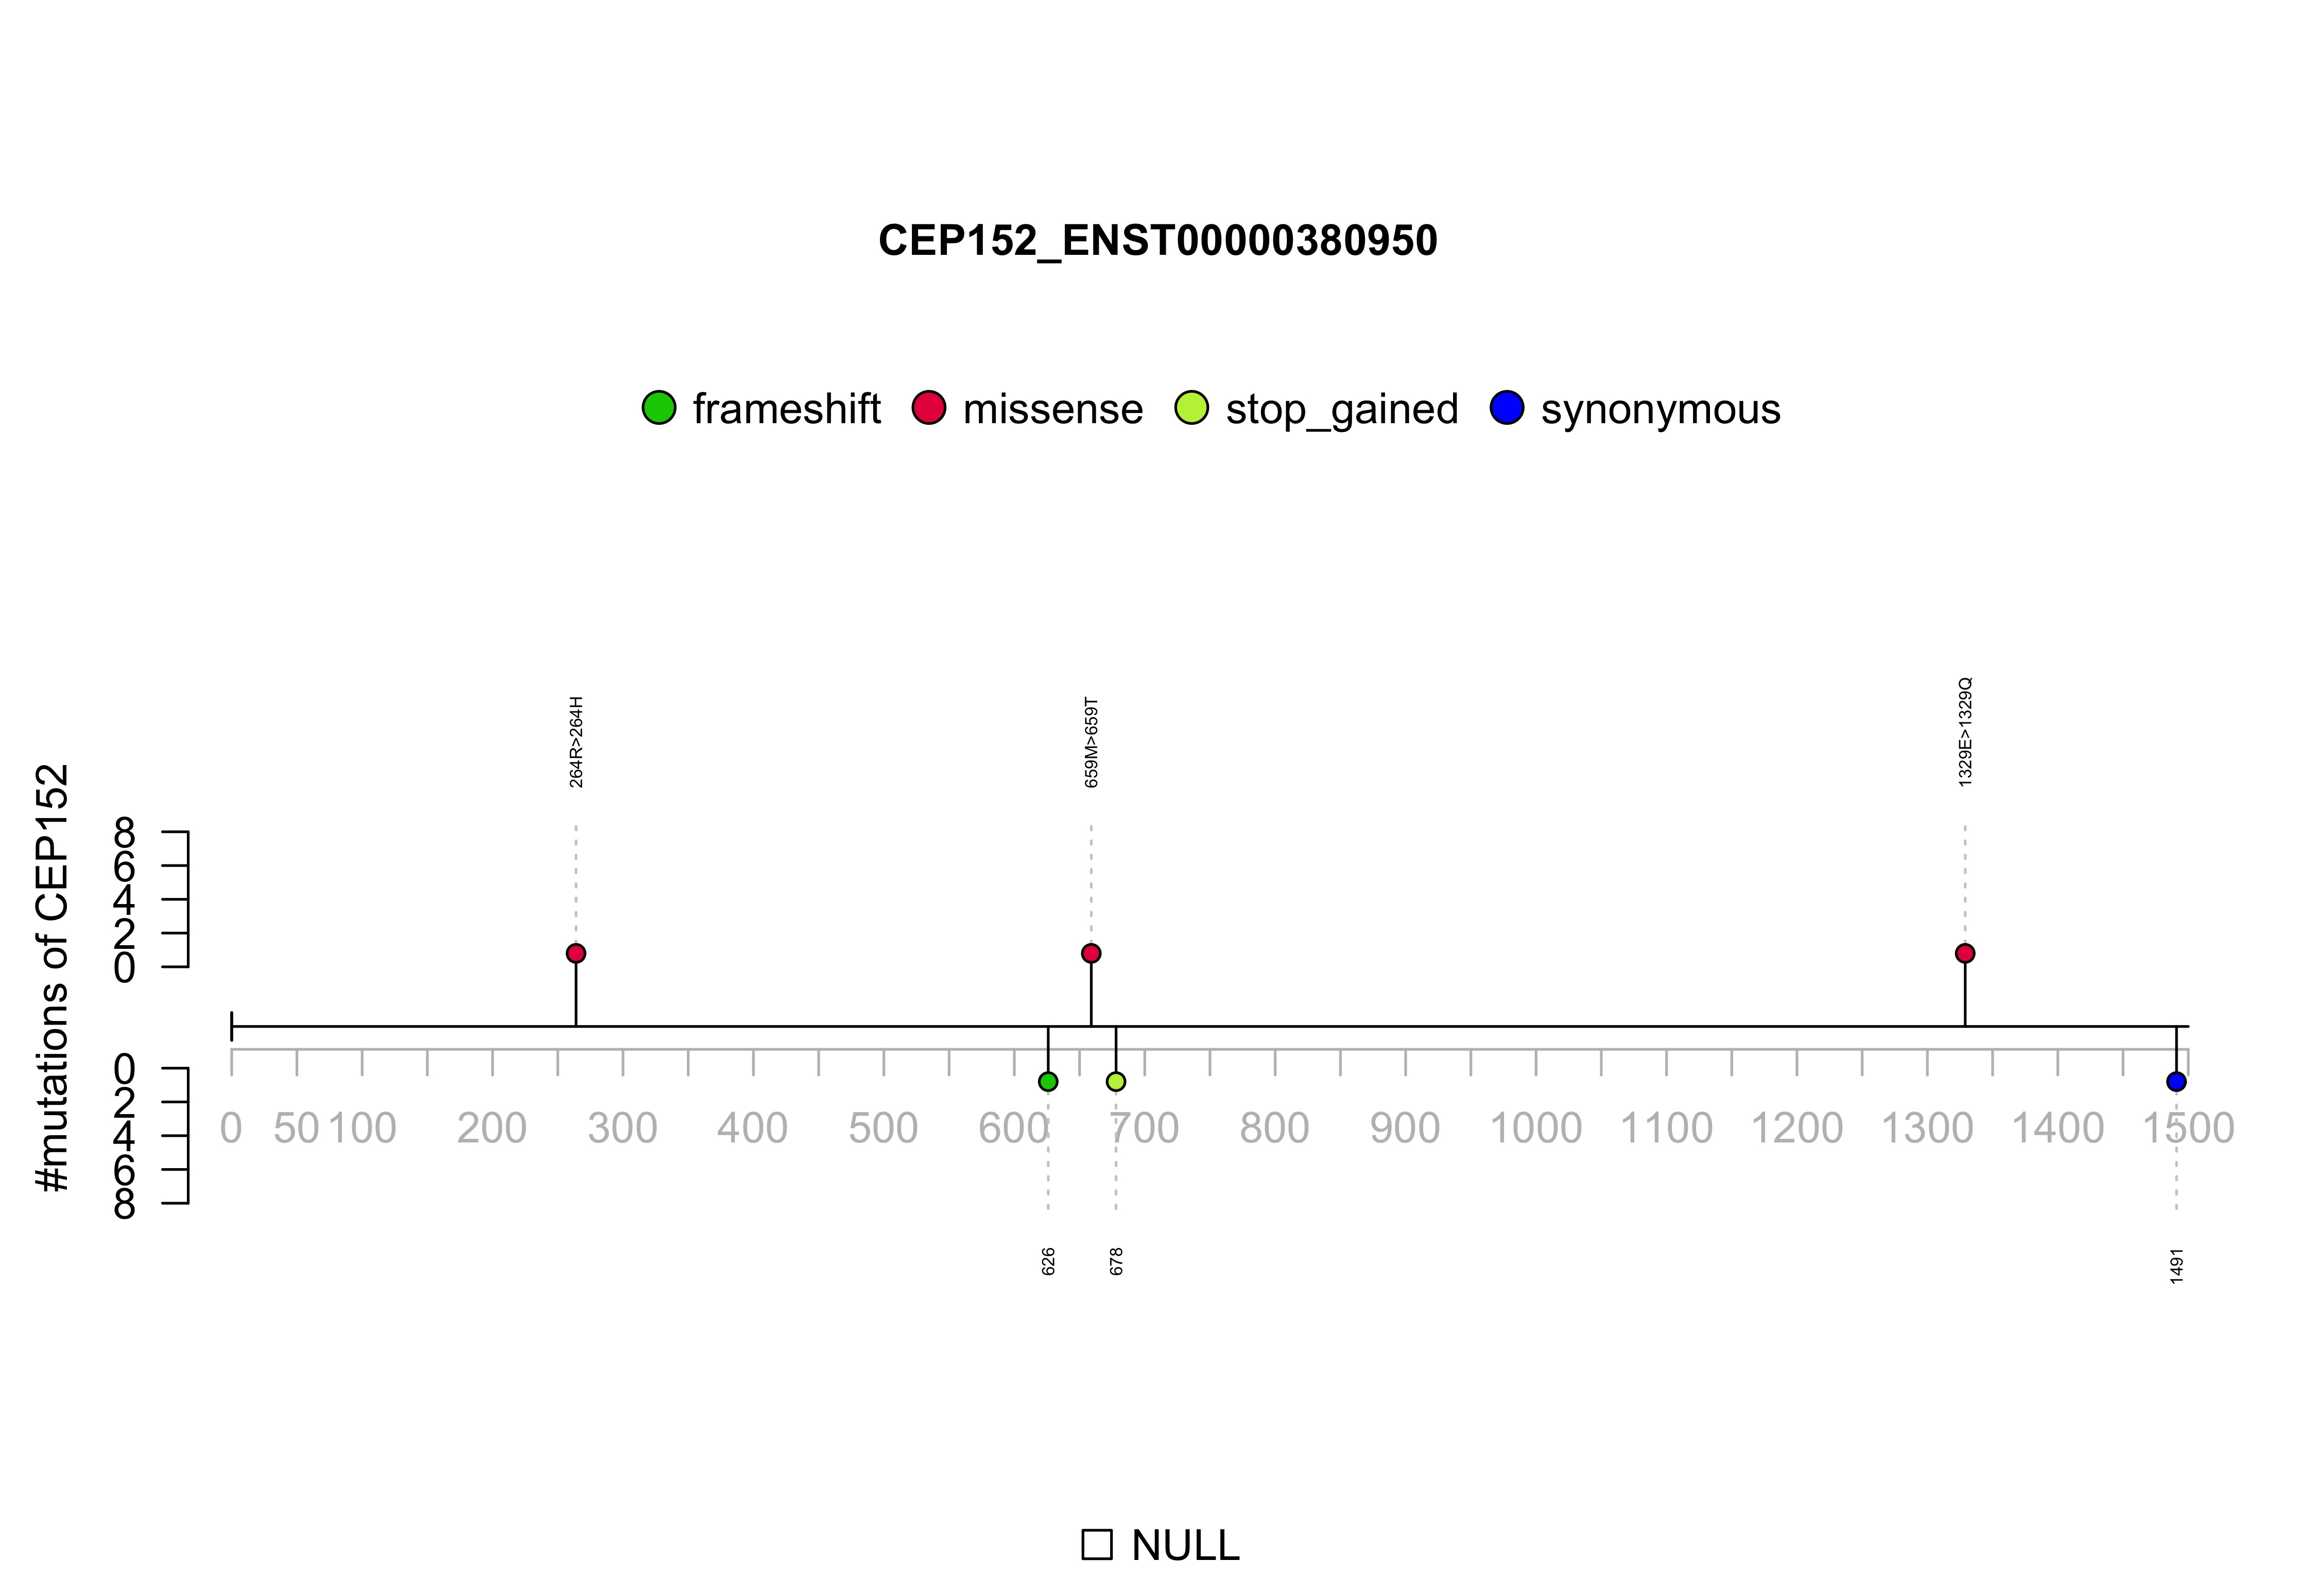 CEP152_ENST00000380950
frameshift missense stop_gained synonymous
264R>264H 659M>659T 1329E>1329Q
#mutations of CEP152
8
6
4
2
0
0
2
4
6
8
0 50 100 200 300 400 500 600 700 800 900 1000 1100 1200 1300 1400 1500
626 678 1491
NULL